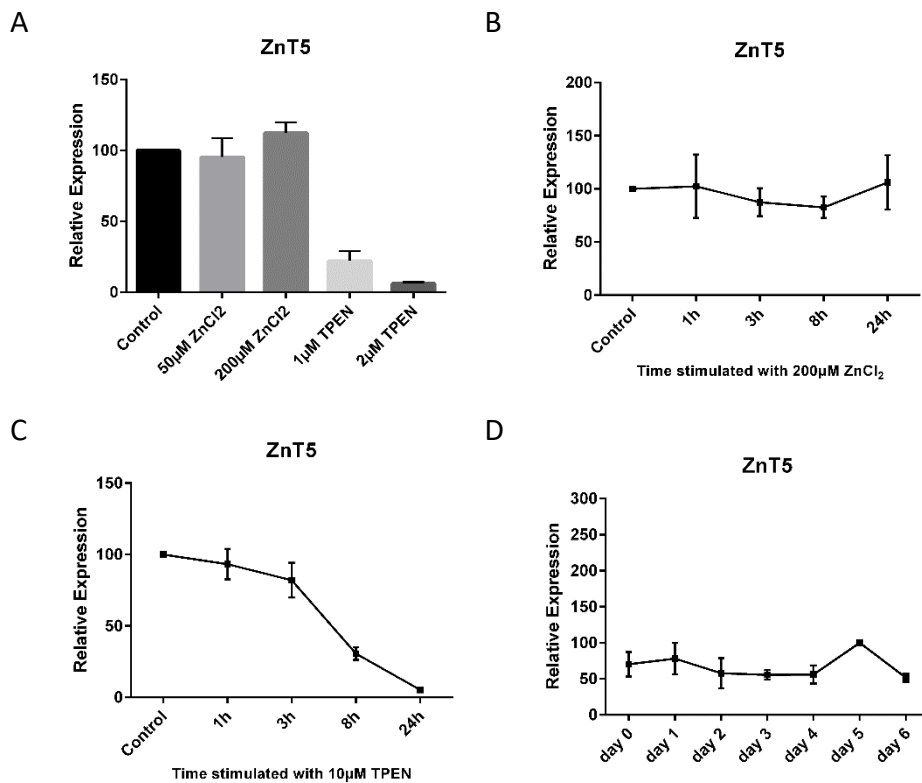 A
ZnT5
Relative Expression
150
100
50
0
Control
50µM ZnCl2
200µM ZnCl2
1µM TPEN
2µM TPEN
B
ZnT5
Relative Expression
200
150
100
50
0
Control
1h
3h
8h
24h
Time stimulated with 200µM ZnCl₂
C
ZnT5
Relative Expression
150
100
50
0
Control
1h
3h
8h
24h
Time stimulated with 10µM TPEN
D
ZnT5
Relative Expression
300
250
200
150
100
50
0
day 0
day 1
day 2
day 3
day 4
day 5
day 6